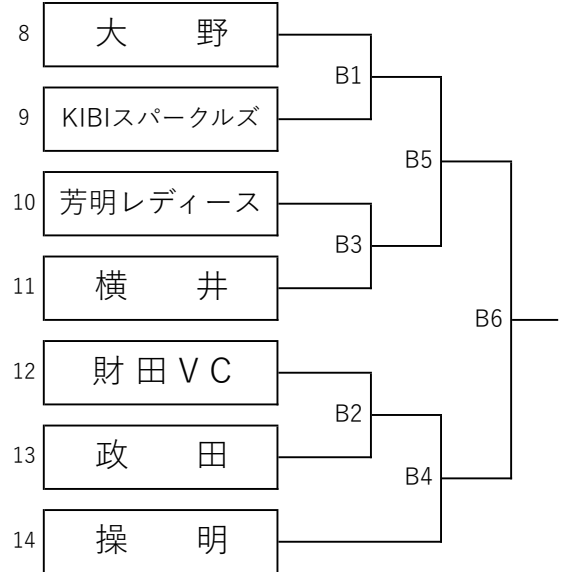 8 大 野
B1
9 KIBIスパークルズ
B5
10 芳明レディース
B3
11 横 井
B6
12 財田VC
B2
13 政 田
B4
14 操 明